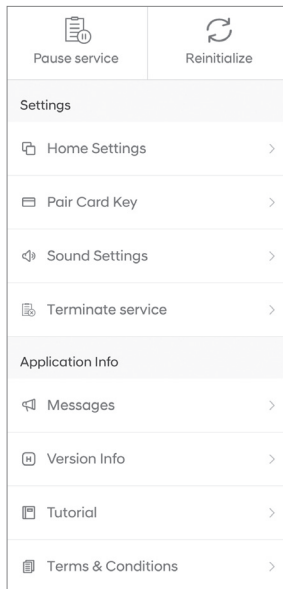 Pause service
Reinitialize
Settings
Home Settings
Pair Card Key
Sound Settings
Terminate service
Application Info
Messages
Version Info
Tutorial
Terms & Conditions